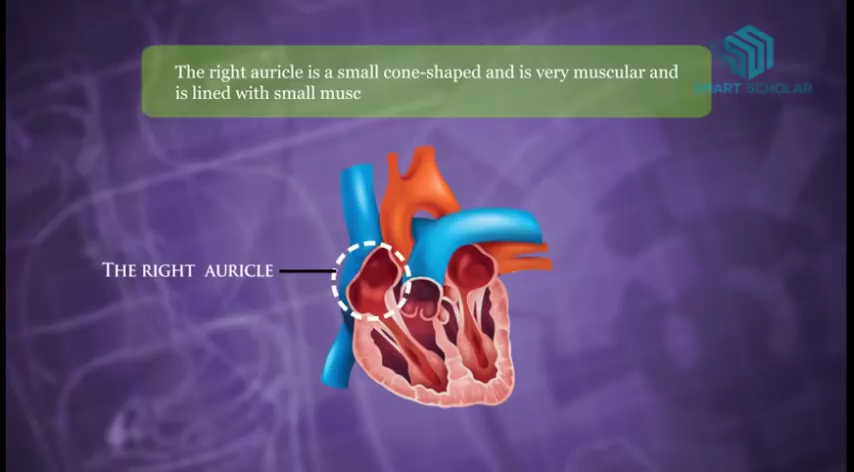 The right auricle is a small cone-shaped and is very muscular and
is lined with small musc
SMART SCHOLAR
THE RIGHT AURICLE